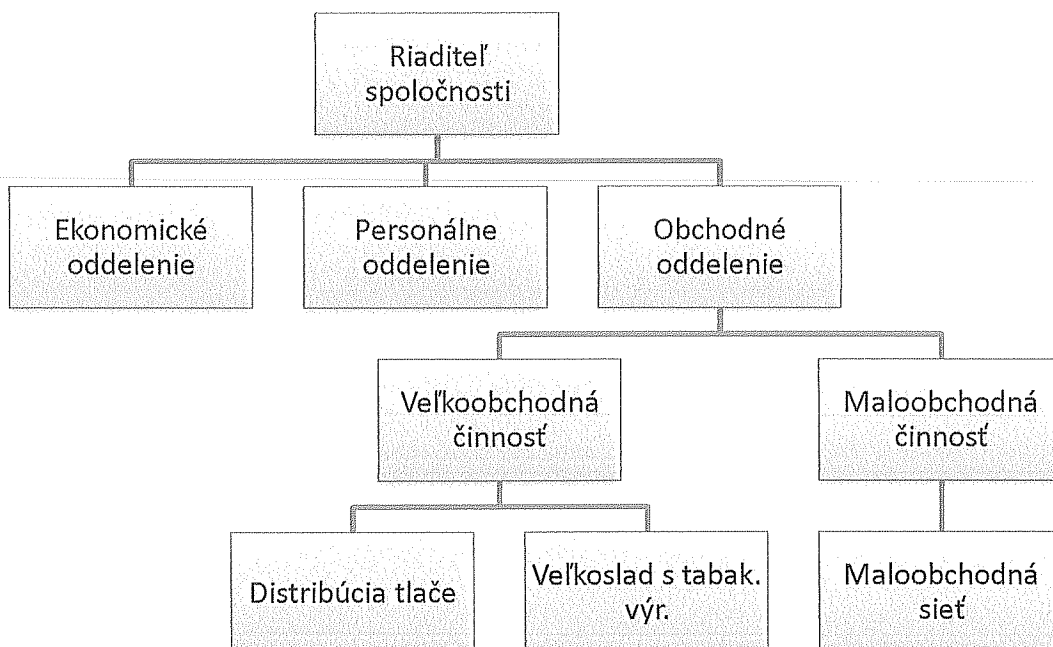 Riaditeľ
spoločnosti
Ekonomické
oddelenie
Personálne
oddelenie
Obchodné
oddelenie
Veľkoobchodná
činnosť
Maloobchodná
činnosť
Distribúcia tlače
Veľkoslad s tabak.
výr.
Maloobchodná
sieť